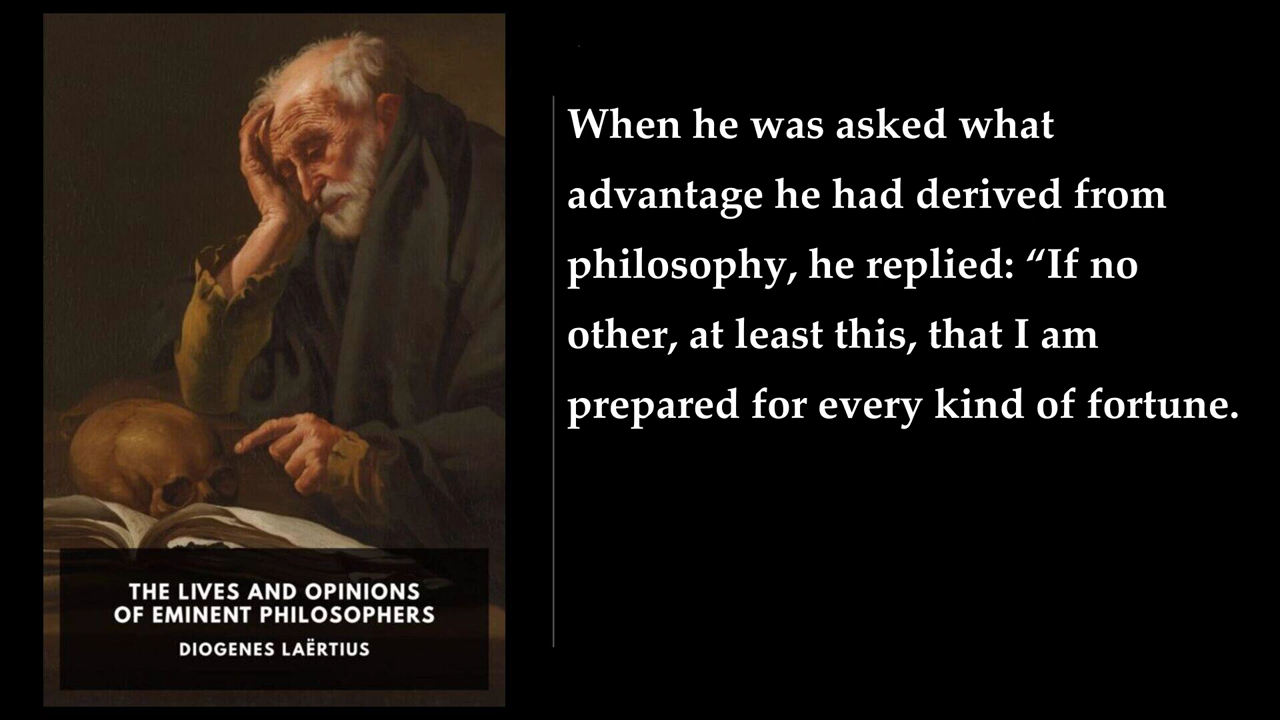 When he was asked what
advantage he had derived from
philosophy, he replied: “If no
other, at least this, that I am
prepared for every kind of fortune.
THE LIVES AND OPINIONS
OF EMINENT PHILOSOPHERS
DIOGENES LAËRTIUS